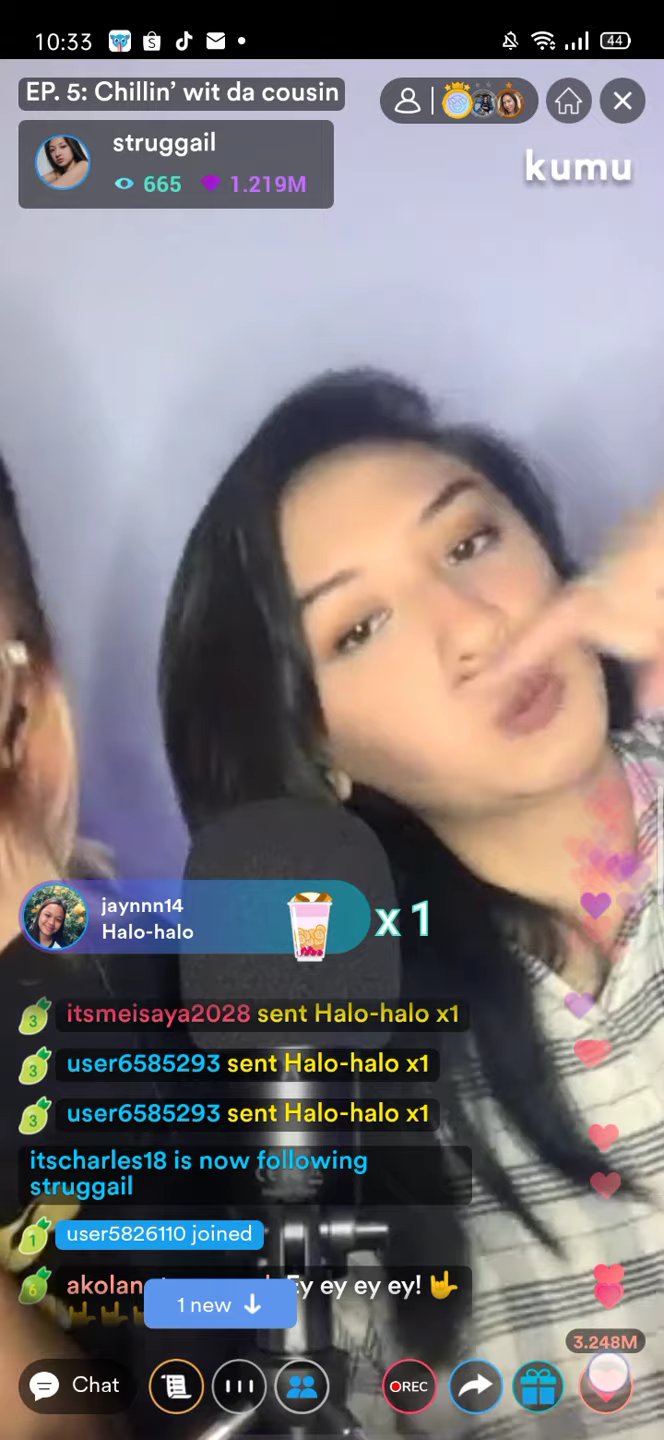 10:33
44
EP. 5: Chillin' wit da cousin
struggail
665 1.219M
kumu
jaynnn14
Halo-halo
x 1
3 itsmeisaya2028 sent Halo-halo x1
3 user6585293 sent Halo-halo x1
3 user6585293 sent Halo-halo x1
itscharles18 is now following
struggail
1 user5826110 joined
6 Ey ey ey ey!
1 new
3.248M
Chat
REC